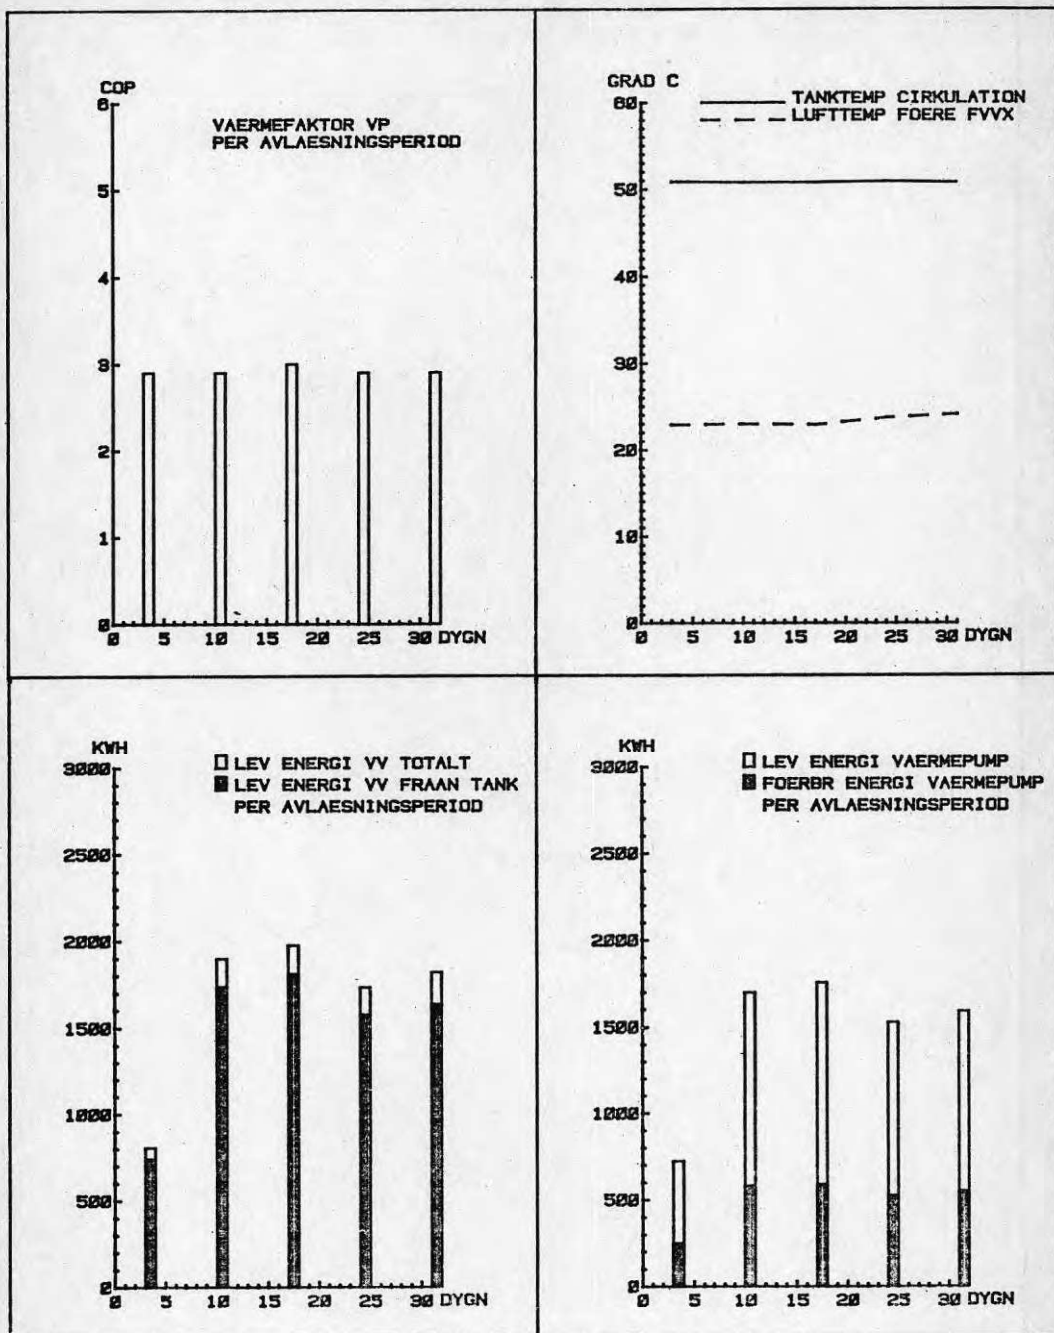 COP
VAERMEFAKTOR VP
PER AVLAESNINGSPERIOD
6
5
4
3
2
1
0
0 5 10 15 20 25 30 DYGN
GRAD C
TANKTEMP CIRKULATION
LUFTTEMP FOERE FVVX
60
50
40
30
20
10
0
0 5 10 15 20 25 30 DYGN
KWH
LEV ENERGI VV TOTALT
LEV ENERGI VV FRAAN TANK
PER AVLAESNINGSPERIOD
3000
2500
2000
1500
1000
500
0
0 5 10 15 20 25 30 DYGN
KWH
LEV ENERGI VAERMEPUMP
FOERBR ENERGI VAERMEPUMP
PER AVLAESNINGSPERIOD
3000
2500
2000
1500
1000
500
0
0 5 10 15 20 25 30 DYGN